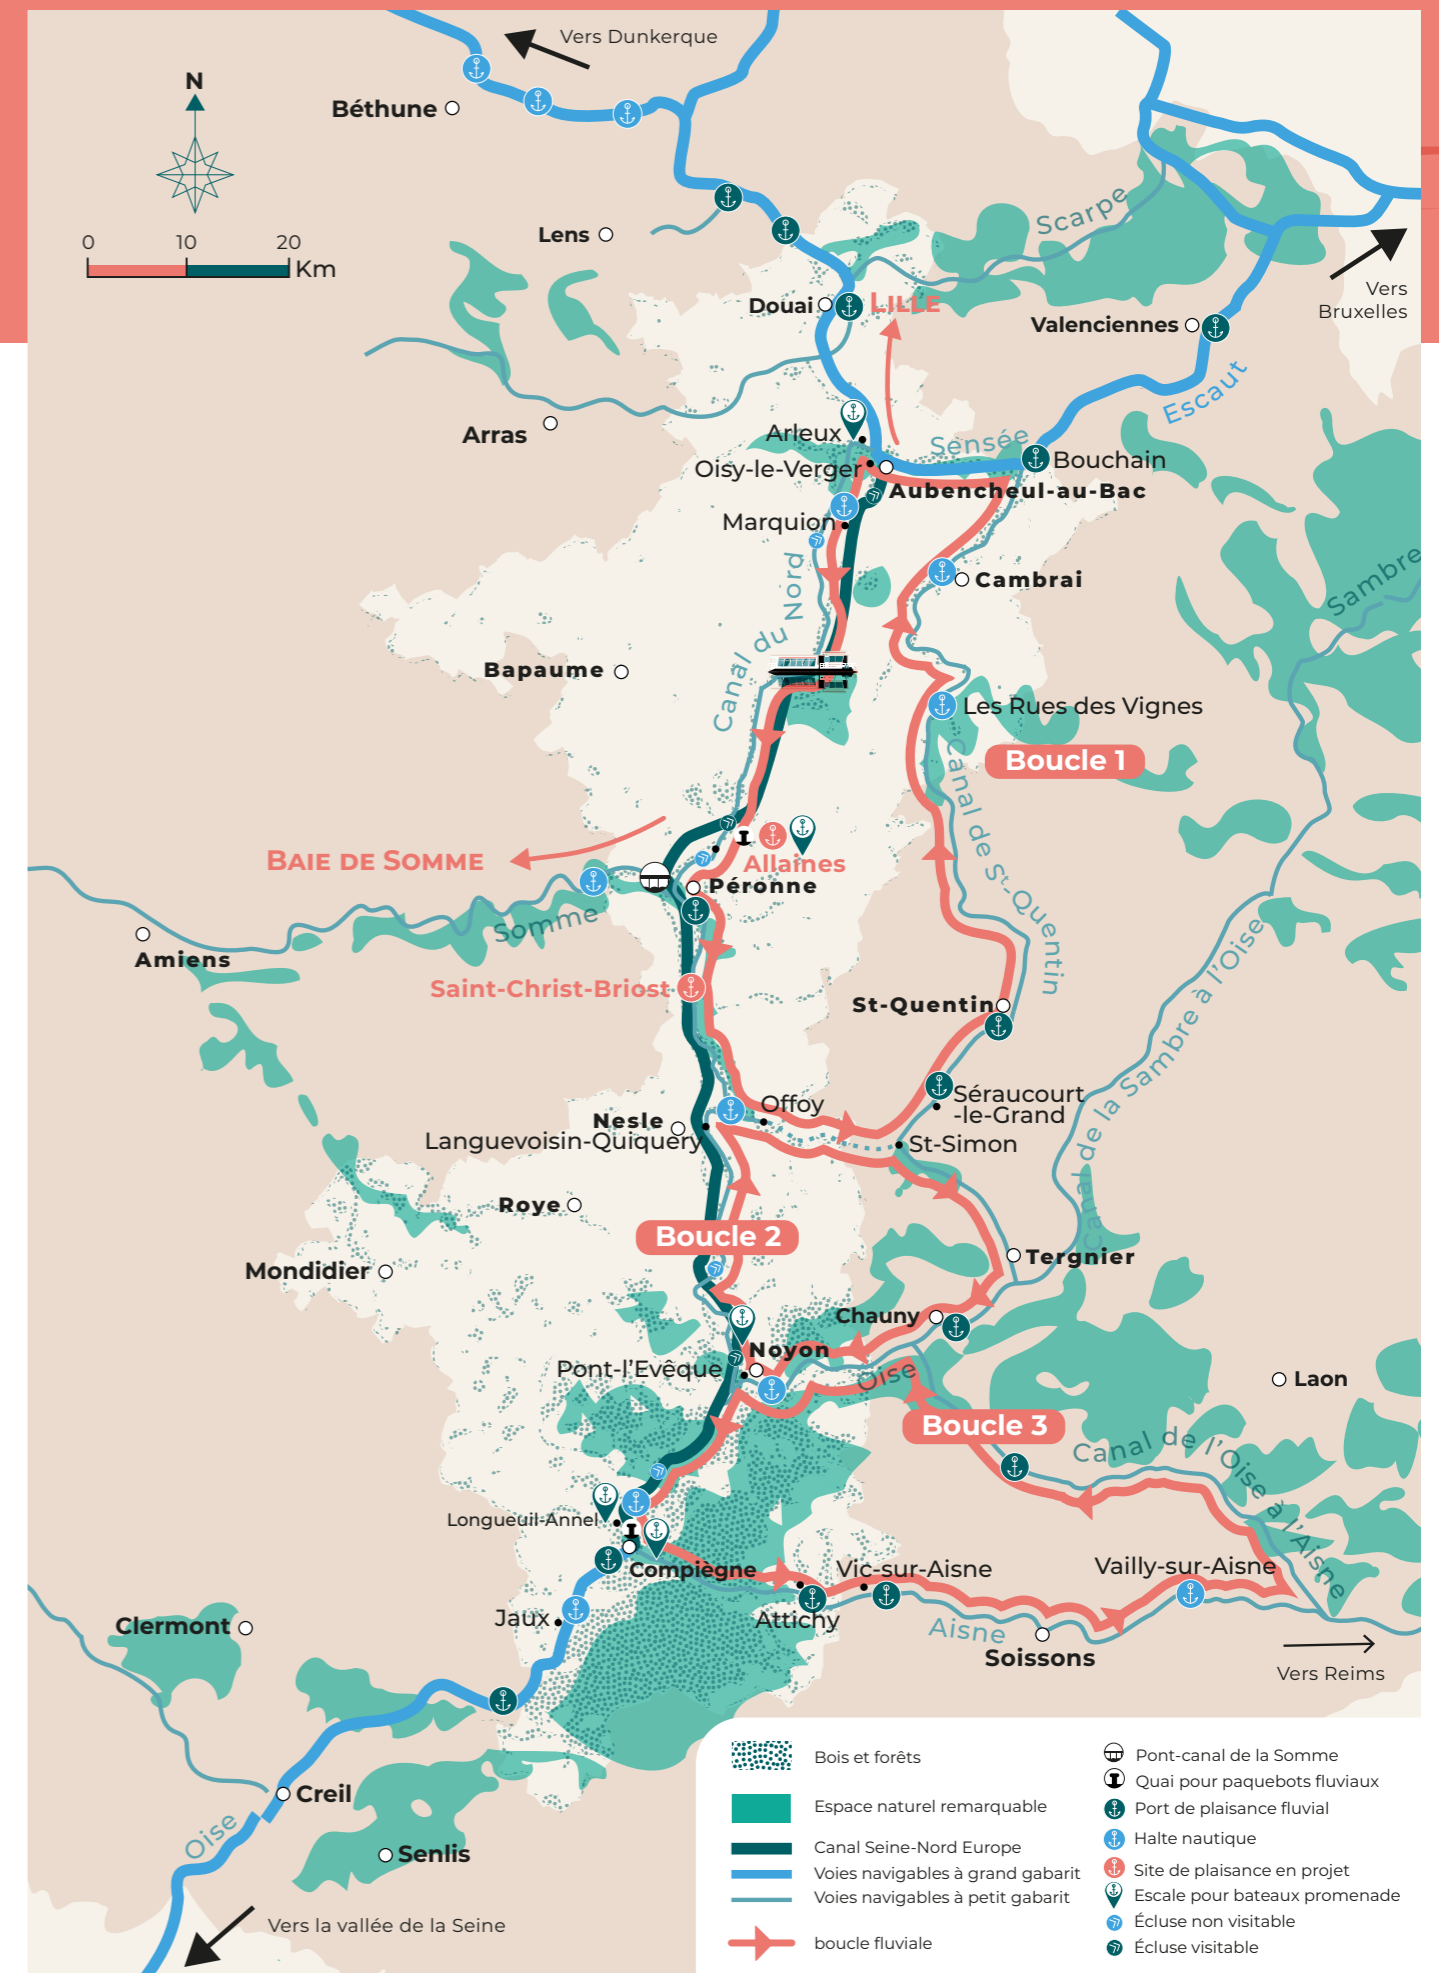 Vers Dunkerque
N
Béthune
0 10 20
Km
Lens
Scarpe
Vers
Bruxelles
Douai
LILLE
Valenciennes
Escaut
Arras
Arleux
Sensée
Oisy-le-Verger
Bouchain
Aubencheul-au-Bac
Marquion
Sambre
Cambrai
Canal du Nord
Bapaume
Les Rues des Vignes
Boucle 1
Canal de St-Quentin
BAIE DE SOMME
Allaines
Péronne
Somme
Amiens
Saint-Christ-Briost
St-Quentin
Canal de la Sambre à l'Oise
Séraucourt
-le-Grand
Offoy
Nesle
Languevoisin-Quiquery
St-Simon
Roye
Boucle 2
Tergnier
Mondidier
Chauny
Noyon
Pont-l'Evêque
Oise
Laon
Boucle 3
Canal de l'Oise à l'Aisne
Longueuil-Annel
Compiègne
Vic-sur-Aisne
Vailly-sur-Aisne
Attichy
Jaux
Clermont
Aisne
Soissons
Vers Reims
Creil
Oise
Senlis
Vers la vallée de la Seine
Bois et forêts
Espace naturel remarquable
Canal Seine-Nord Europe
Voies navigables à grand gabarit
Voies navigables à petit gabarit
boucle fluviale
Pont-canal de la Somme
Quai pour paquebots fluviaux
Port de plaisance fluvial
Halte nautique
Site de plaisance en projet
Escale pour bateaux promenade
Écluse non visitable
Écluse visitable